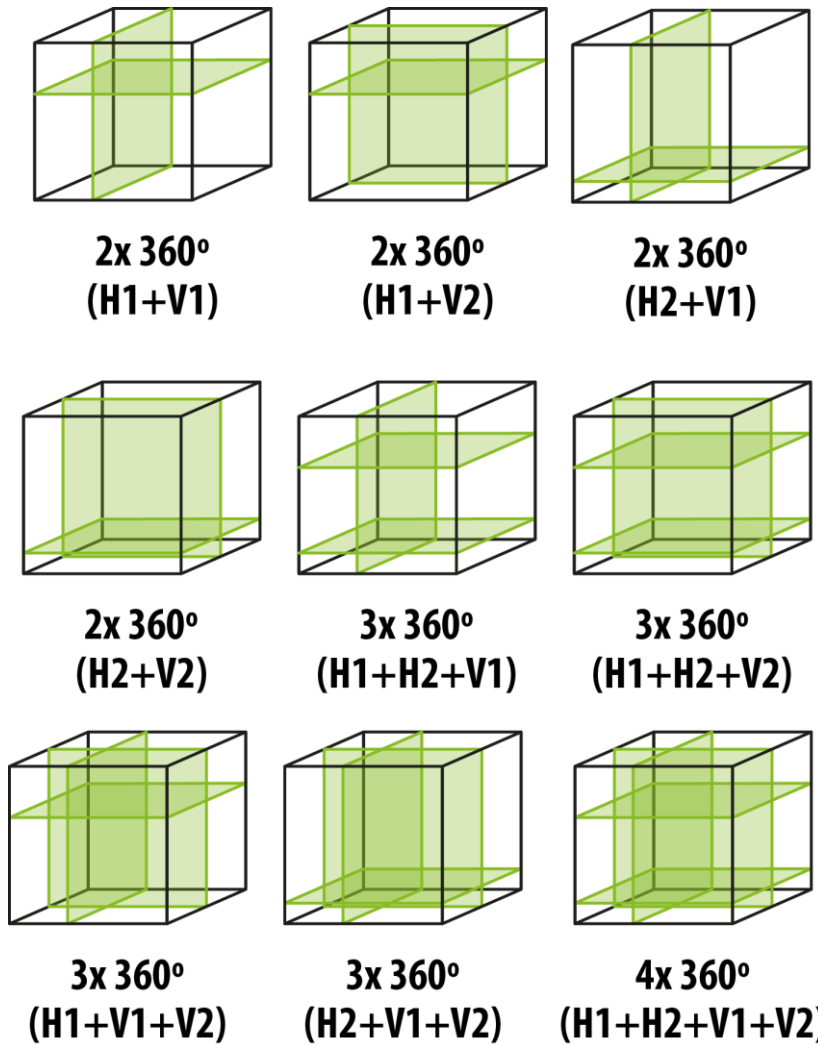 2x 360º
(H1+V1)
2x 360º
(H1+V2)
2x 360º
(H2+V1)
2x 360º
(H2+V2)
3x 360º
(H1+H2+V1)
3x 360º
(H1+H2+V2)
3x 360º
(H1+V1+V2)
3x 360º
(H2+V1+V2)
4x 360º
(H1+H2+V1+V2)